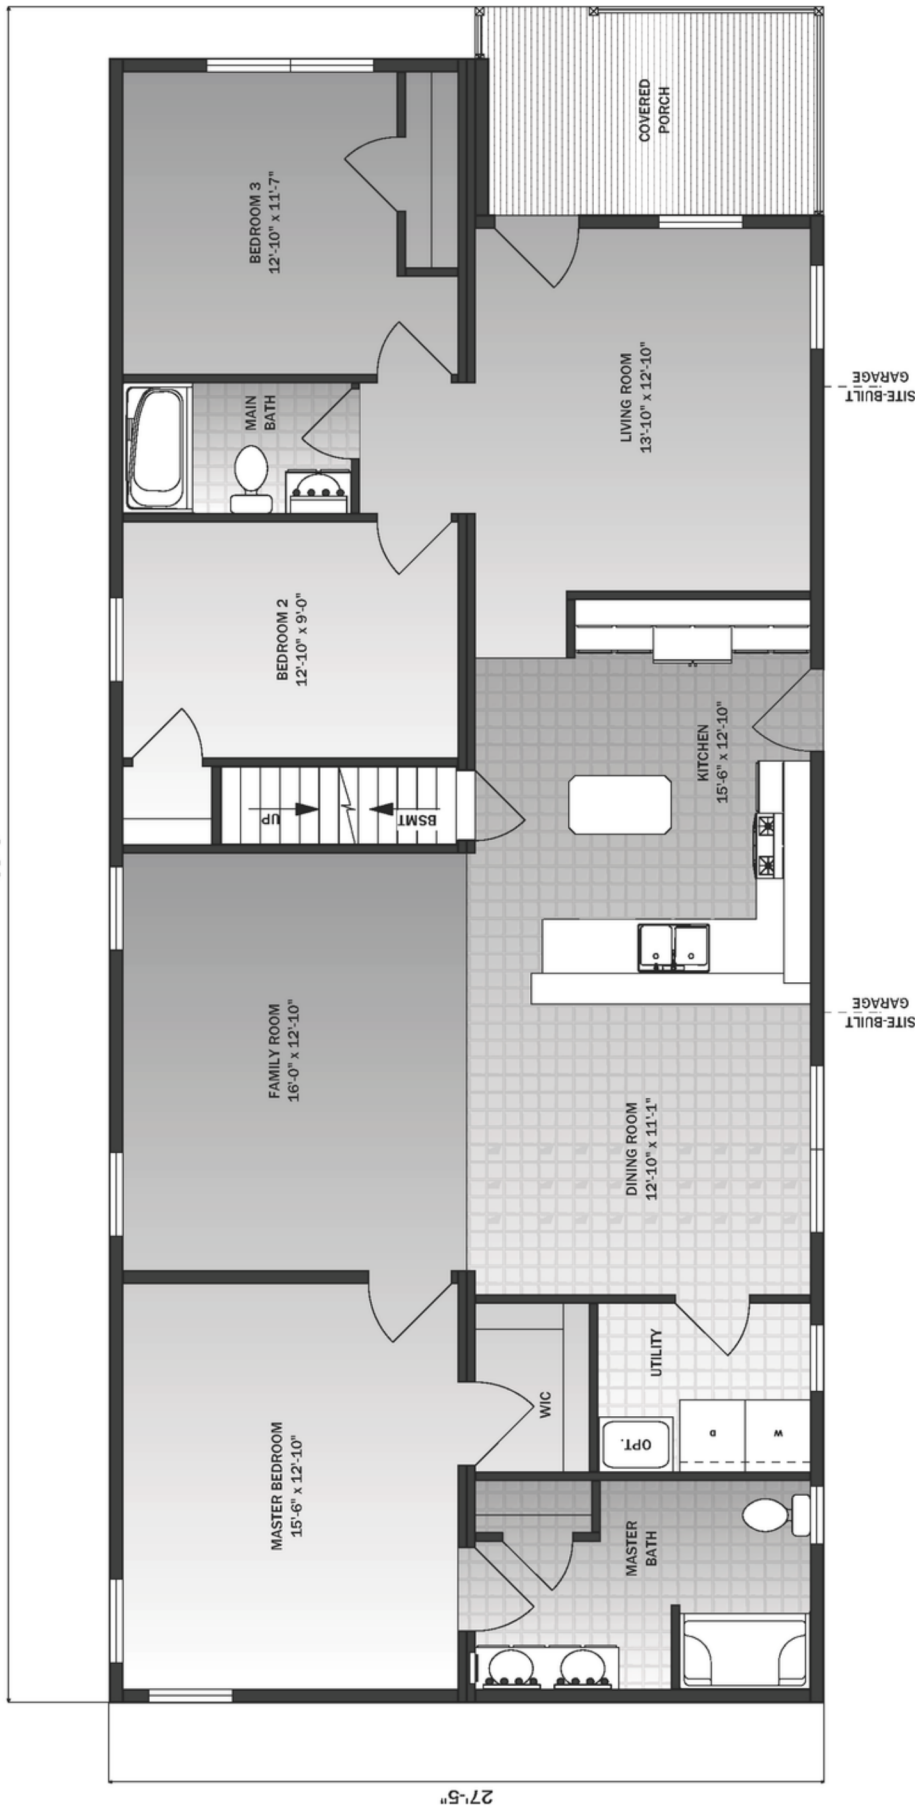 COVERED
PORCH
BEDROOM 3
12'-10" x 11'-7"
LIVING ROOM
13'-10" x 12'-10"
SITE-BUILT
GARAGE
MAIN
BATH
BEDROOM 2
12'-10" x 9'-0"
KITCHEN
15'-6" x 12'-10"
UP
BSMT
FAMILY ROOM
16'-0" x 12'-10"
SITE-BUILT
GARAGE
DINING ROOM
12'-10" x 11'-1"
UTILITY
WIC
OPT.
D
W
MASTER BEDROOM
15'-6" x 12'-10"
MASTER
BATH
27'-5"